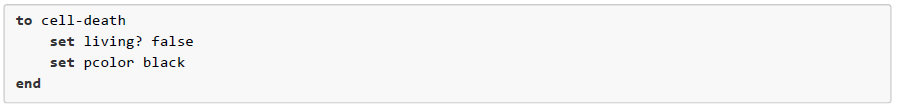 to cell-death
    set living? false
    set pcolor black
end